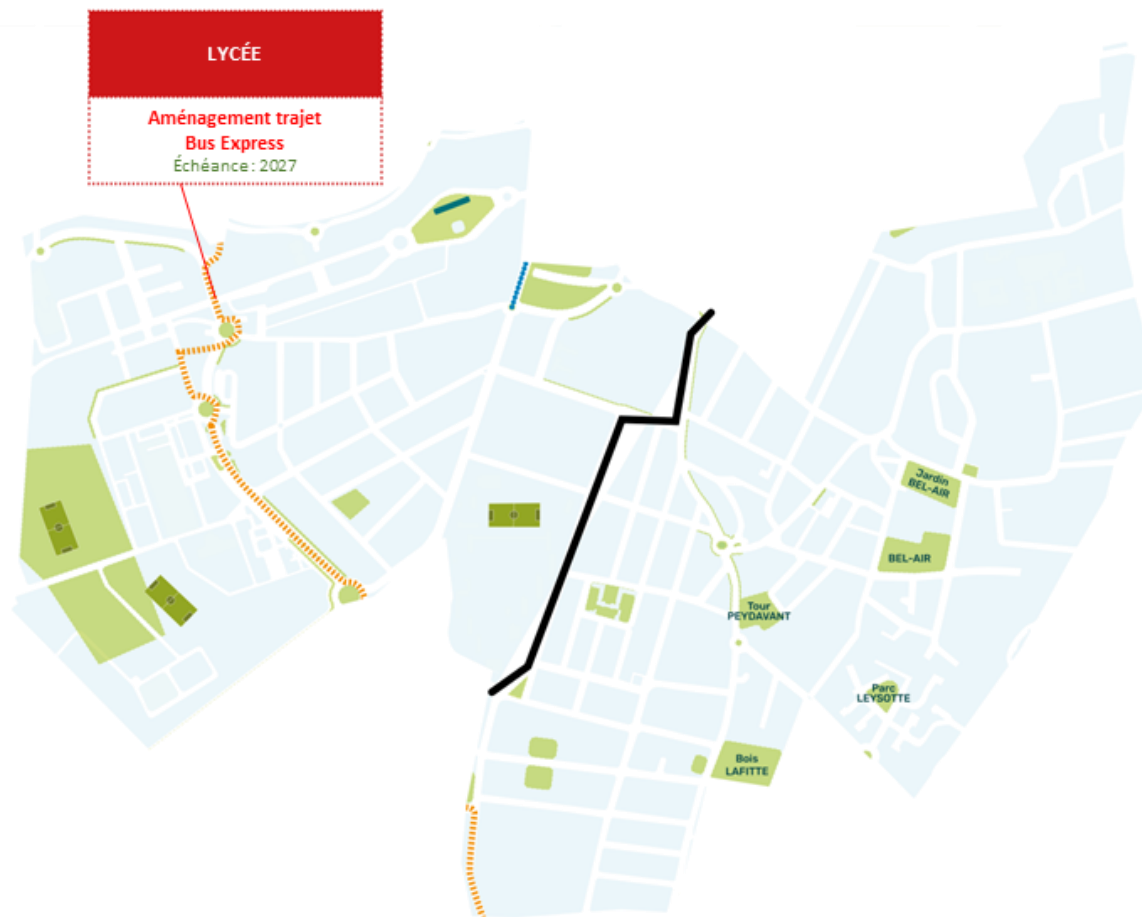 LYCÉE
Aménagement trajet
Bus Express
Échéance: 2027
Jardin
BEL-AIR
BEL-AIR
Tour
PEYDAVANT
Parc
LEYSOTTE
Bois
LAFITTE